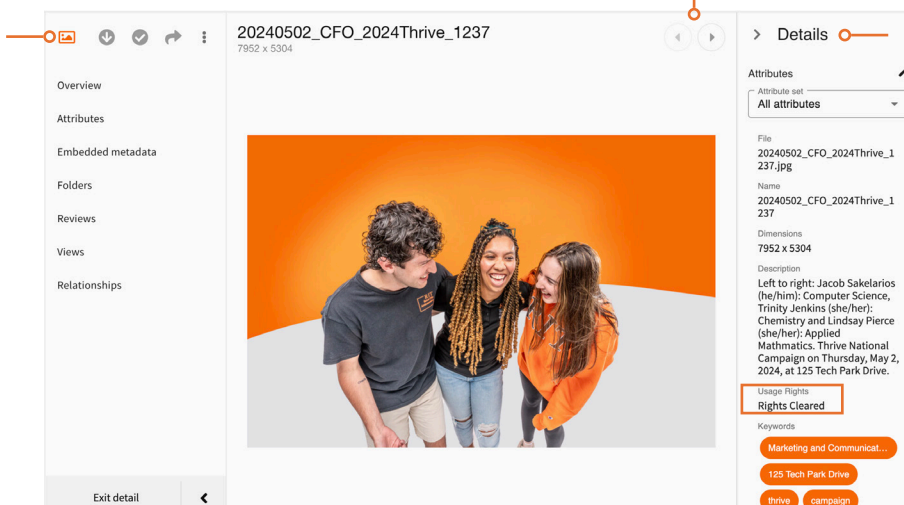 20240502_CFO_2024Thrive_1237
7952 x 5304
Overview
Attributes
Embedded metadata
Folders
Reviews
Views
Relationships
Exit detail
Details
Attributes
Attribute set
All attributes
File
20240502_CFO_2024Thrive_1
237.jpg
Name
20240502_CFO_2024Thrive_1
237
Dimensions
7952 x 5304
Description
Left to right: Jacob Sakelarios
(he/him): Computer Science,
Trinity Jenkins (she/her):
Chemistry and Lindsay Pierce
(she/her): Applied
Mathmatics. Thrive National
Campaign on Thursday, May 2,
2024, at 125 Tech Park Drive.
Usage Rights
Rights Cleared
Keywords
Marketing and Communicat...
125 Tech Park Drive
thrive campaign